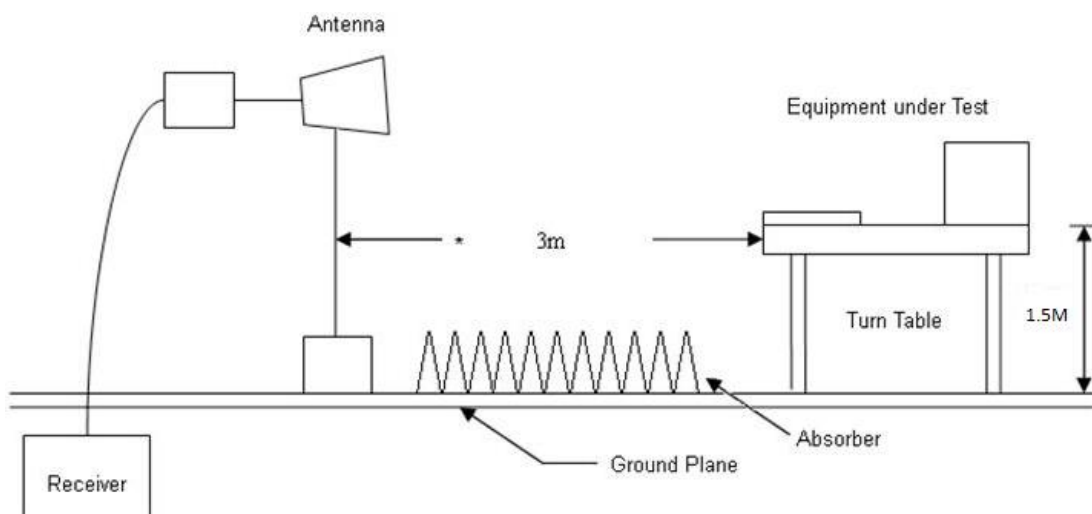 Antenna
Equipment under Test
* 3m
Turn Table
1.5M
Absorber
Ground Plane
Receiver